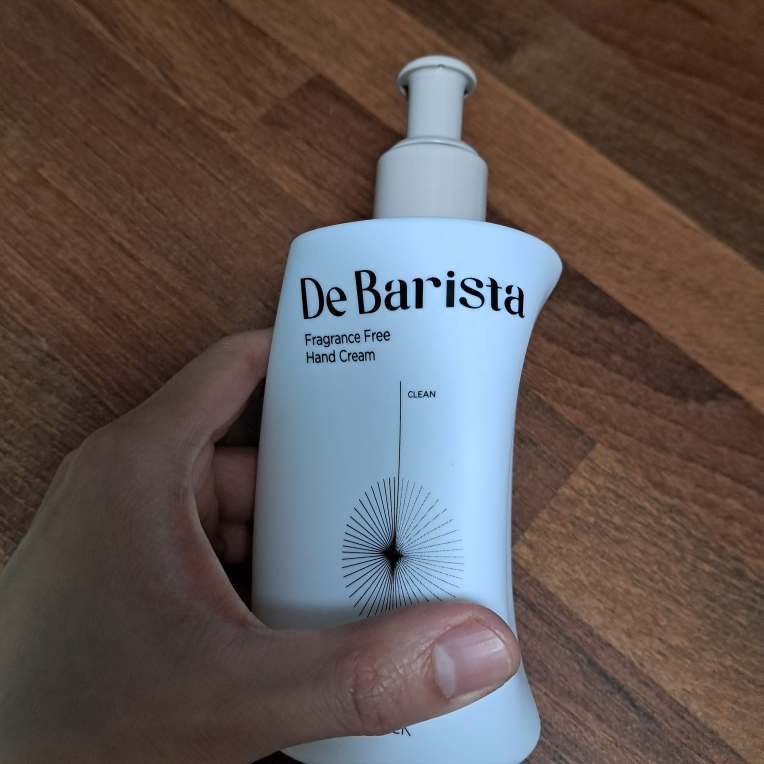 De Barista
Fragrance Free
Hand Cream
CLEAN